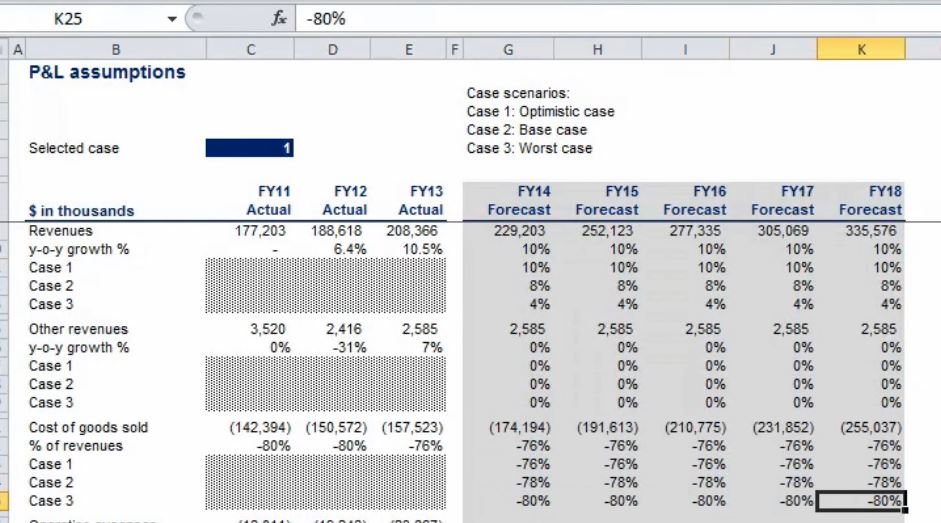 K25 fx -80%
A B C D E F G H I J K
P&L assumptions
Case scenarios:
Case 1: Optimistic case
Case 2: Base case
Selected case 1 Case 3: Worst case
FY11 FY12 FY13 FY14 FY15 FY16 FY17 FY18
$ in thousands Actual Actual Actual Forecast Forecast Forecast Forecast Forecast
Revenues 177,203 188,618 208,366 229,203 252,123 277,335 305,069 335,576
y-o-y growth % - 6.4% 10.5% 10% 10% 10% 10% 10%
Case 1 10% 10% 10% 10% 10%
Case 2 8% 8% 8% 8% 8%
Case 3 4% 4% 4% 4% 4%
Other revenues 3,520 2,416 2,585 2,585 2,585 2,585 2,585 2,585
y-o-y growth % 0% -31% 7% 0% 0% 0% 0% 0%
Case 1 0% 0% 0% 0% 0%
Case 2 0% 0% 0% 0% 0%
Case 3 0% 0% 0% 0% 0%
Cost of goods sold (142,394) (150,572) (157,523) (174,194) (191,613) (210,775) (231,852) (255,037)
% of revenues -80% -80% -76% -76% -76% -76% -76% -76%
Case 1 -76% -76% -76% -76% -76%
Case 2 -78% -78% -78% -78% -78%
Case 3 -80% -80% -80% -80% -80%